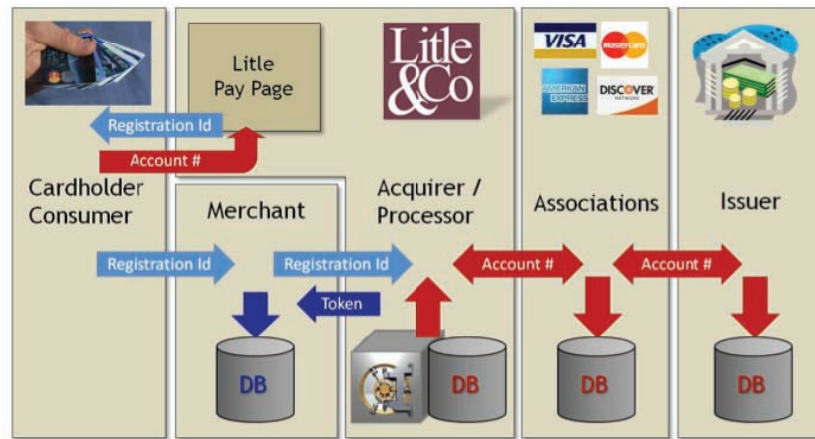 Litle
Pay Page
Litle
&Co
VISA
MasterCard
AMERICAN
EXPRESS
DISCOVER
NETWORK
Registration Id
Account #
Cardholder
Consumer
Merchant
Acquirer /
Processor
Associations
Issuer
Registration Id
Registration Id
Account #
Account #
Token
DB
DB
DB
DB